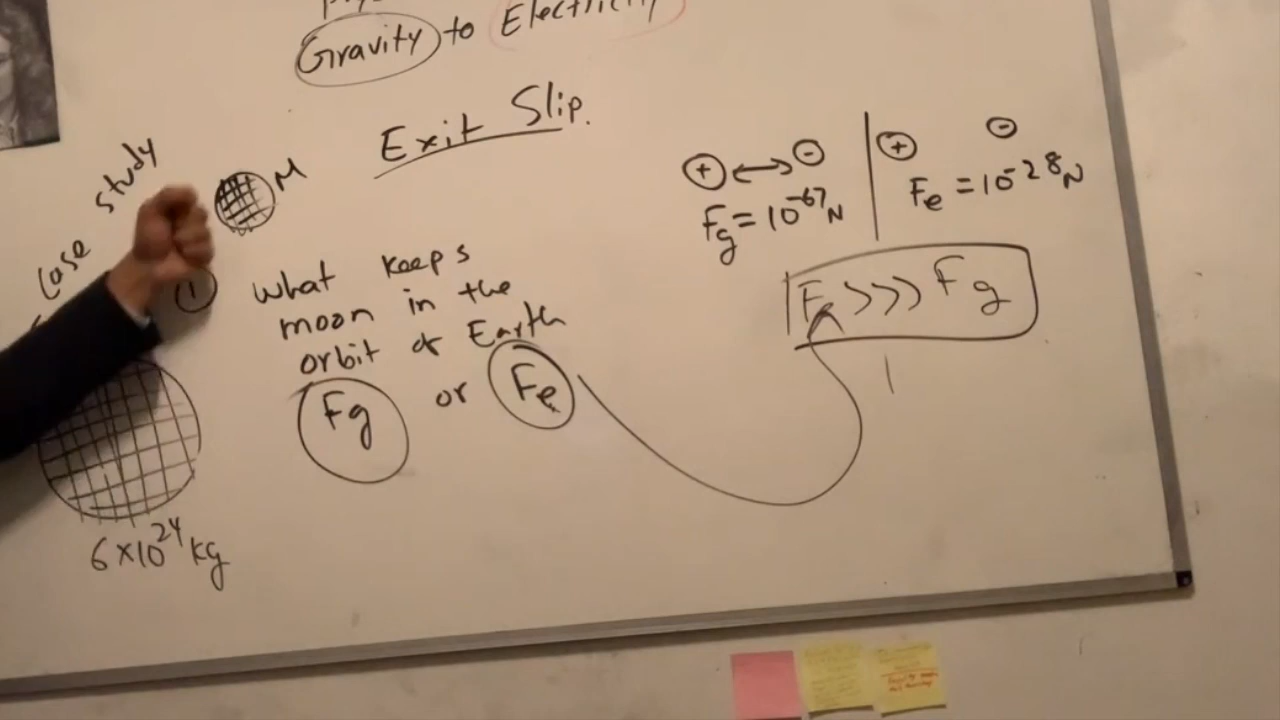 Gravity to Electricity
Exit Slip.
Case study
M
1
What keeps
moon in the
orbit of Earth
Fg or Fe
6×10²⁴ kg
+ ↔ -
Fg = 10⁻⁶⁷ N
+ -
Fe = 10⁻²⁸ N
Fe >>> Fg